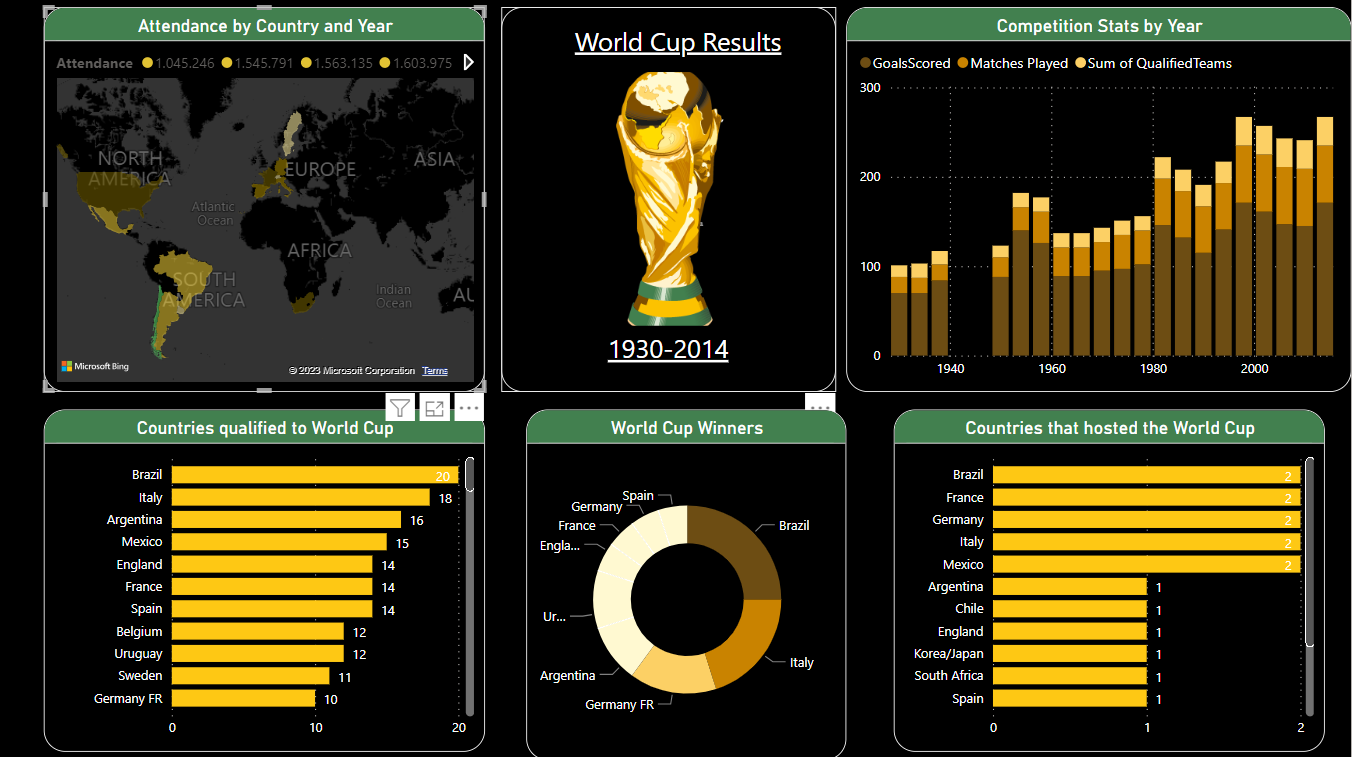 Attendance by Country and Year
Attendance 1.045.246 1.545.791 1.563.135 1.603.975
NORTH
AMERICA
EUROPE
ASIA
Atlantic
Ocean
AFRICA
SOUTH
AMERICA
Indian
Ocean
AU
Microsoft Bing
© 2023 Microsoft Corporation Terms
World Cup Results
1930-2014
Competition Stats by Year
GoalsScored Matches Played Sum of QualifiedTeams
300
200
100
0
1940 1960 1980 2000
Countries qualified to World Cup
Brazil 20
Italy 18
Argentina 16
Mexico 15
England 14
France 14
Spain 14
Belgium 12
Uruguay 12
Sweden 11
Germany FR 10
0 10 20
World Cup Winners
Spain
Germany
France
Engla...
Ur...
Argentina
Germany FR
Brazil
Italy
Countries that hosted the World Cup
Brazil 2
France 2
Germany 2
Italy 2
Mexico 2
Argentina 1
Chile 1
England 1
Korea/Japan 1
South Africa 1
Spain 1
0 1 2